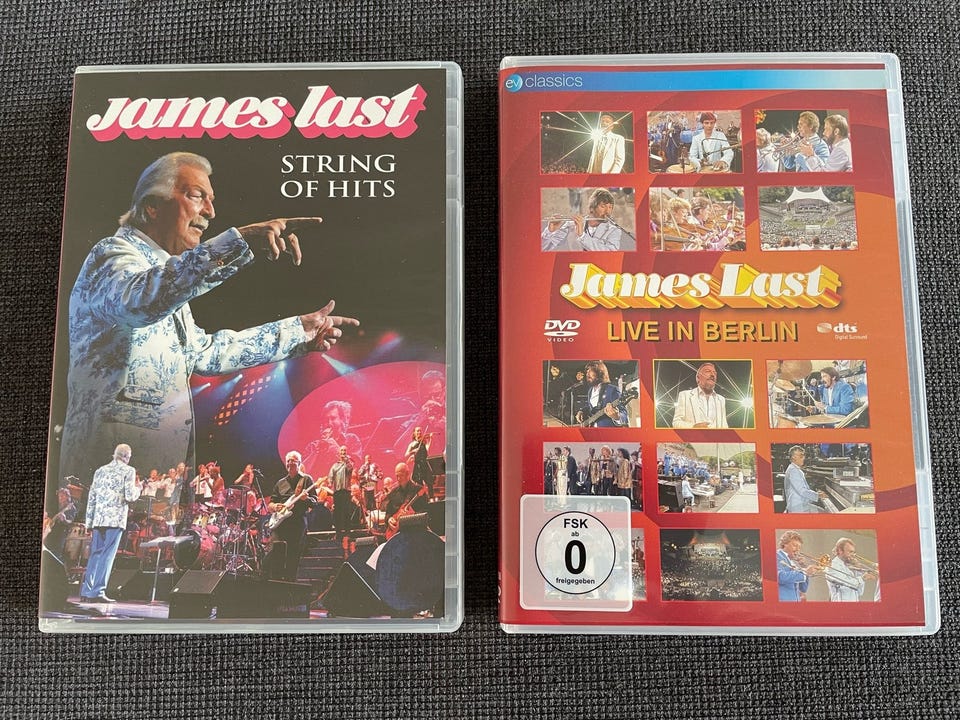 James last
STRING
OF HITS
ev classics
James Last
DVD
VIDEO
LIVE IN BERLIN
dts
Digital Surround
FSK
ab
0
freigegeben